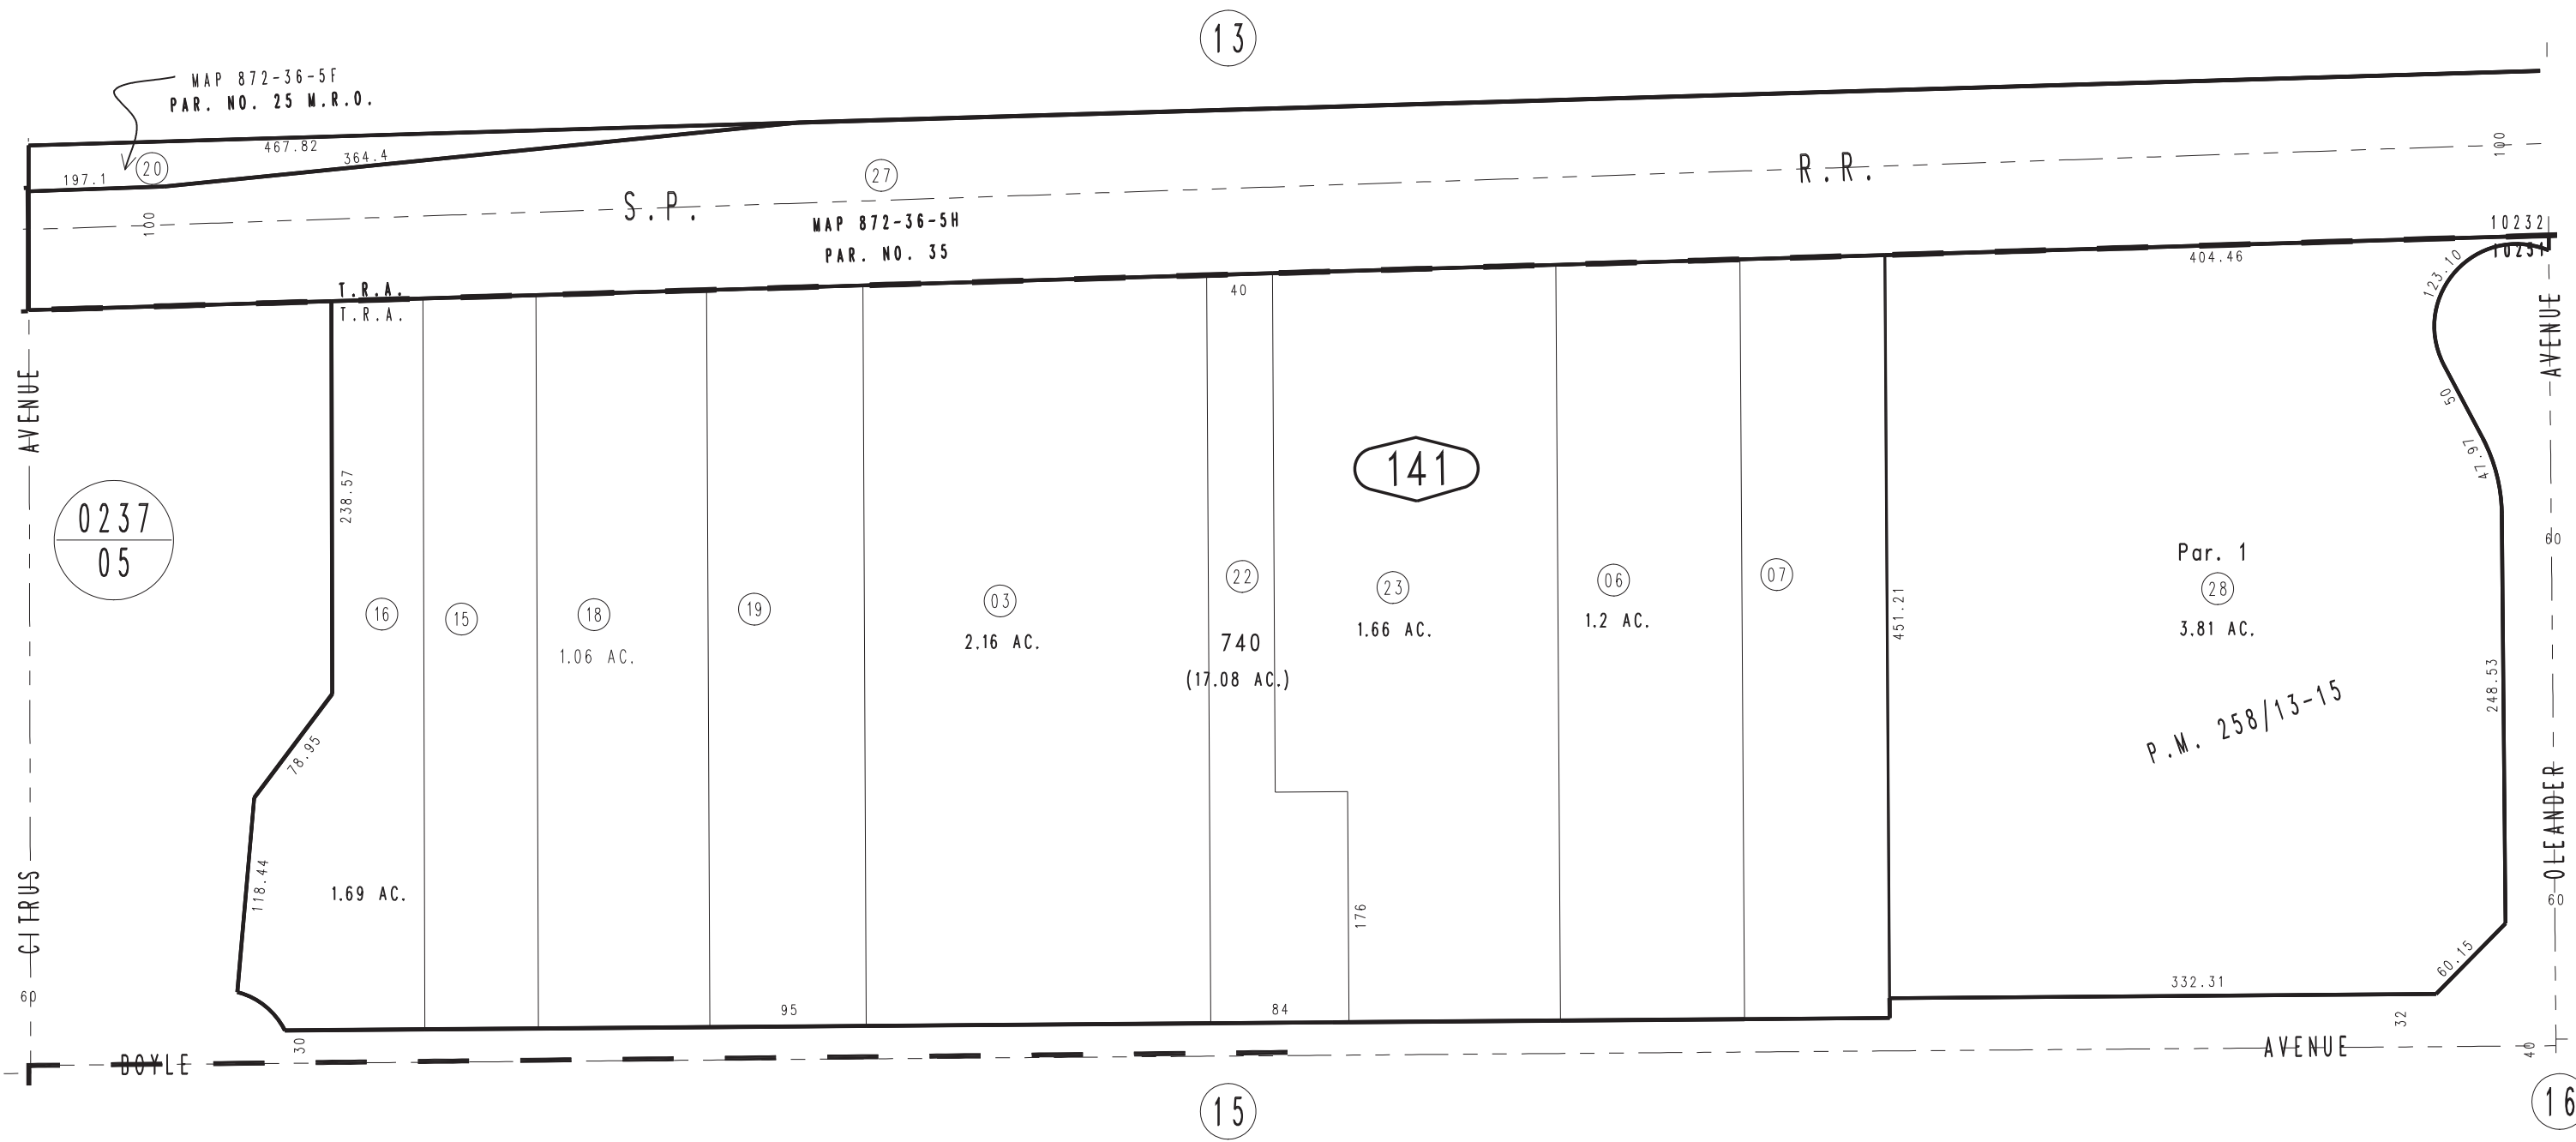 13
MAP 872-36-5F
PAR. NO. 25 M.R.O.
467.82
364.4
197.1
20
27
100
100
S.P.
R.R.
MAP 872-36-5H
PAR. NO. 35
10232
10251
404.46
123.10
T.R.A.
T.R.A.
40
AVENUE
AVENUE
50
47.97
141
0237
05
238.57
60
Par. 1
16
15
18
1.06 AC.
19
03
2.16 AC.
22
740
(17.08 AC.)
23
1.66 AC.
06
1.2 AC.
07
451.21
28
3.81 AC.
248.53
P.M. 258/13-15
78.95
118.44
1.69 AC.
CITRUS
OLEANDER
176
60
60
60.15
332.31
95
84
30
32
40
BOYLE
AVENUE
15
16